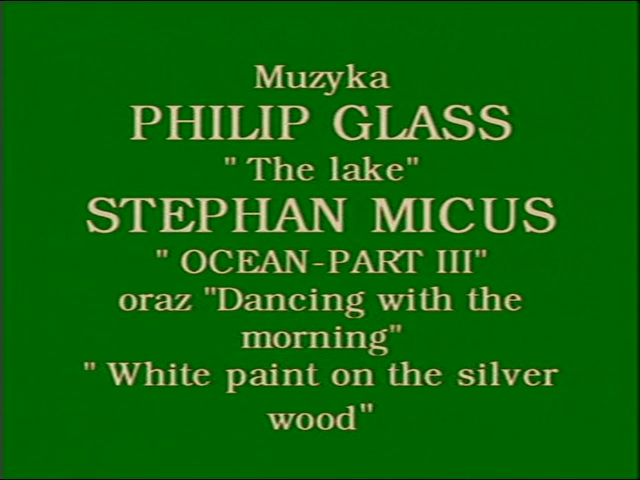 Muzyka
PHILIP GLASS
" The lake"
STEPHAN MICUS
" OCEAN-PART III"
oraz "Dancing with the
morning"
" White paint on the silver
wood"